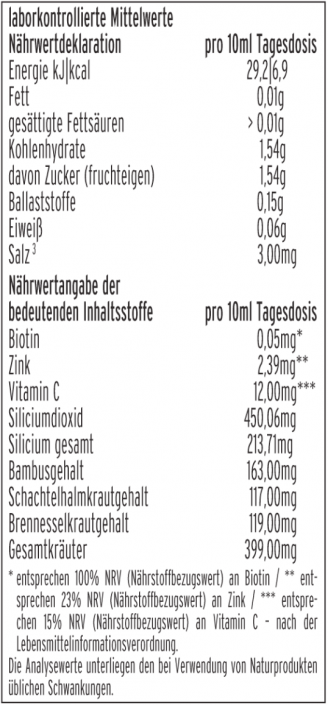 laborkontrollierte Mittelwerte
Nährwertdeklaration pro 10ml Tagesdosis
Energie kJ|kcal 29,2|6,9
Fett 0,01g
gesättigte Fettsäuren > 0,01g
Kohlenhydrate 1,54g
davon Zucker (fruchteigen) 1,54g
Ballaststoffe 0,15g
Eiweiß 0,06g
Salz³ 3,00mg
Nährwertangabe der
bedeutenden Inhaltsstoffe pro 10ml Tagesdosis
Biotin 0,05mg*
Zink 2,39mg**
Vitamin C 12,00mg***
Siliciumdioxid 450,06mg
Silicium gesamt 213,71mg
Bambusgehalt 163,00mg
Schachtelhalmkrautgehalt 117,00mg
Brennesselkrautgehalt 119,00mg
Gesamtkräuter 399,00mg
* entsprechen 100% NRV (Nährstoffbezugswert) an Biotin / ** ent-
sprechen 23% NRV (Nährstoffbezugswert) an Zink / *** entspre-
chen 15% NRV (Nährstoffbezugswert) an Vitamin C - nach der
Lebensmittelinformationsverordnung.
Die Analysewerte unterliegen den bei Verwendung von Naturprodukten
üblichen Schwankungen.